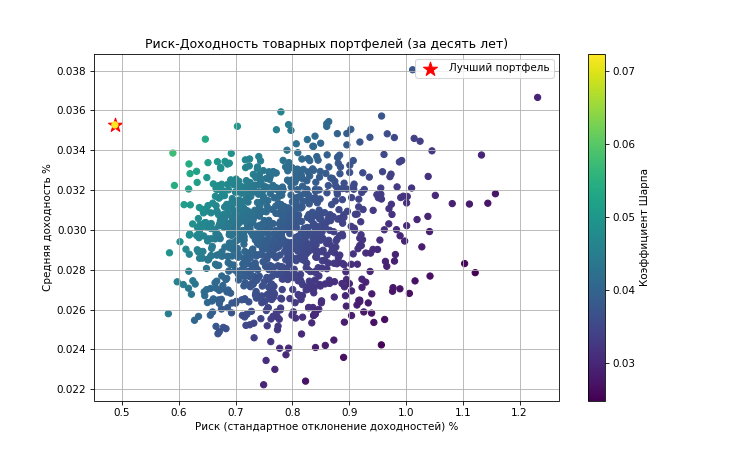 Риск-Доходность товарных портфелей (за десять лет)
Лучший портфель
0.038
0.036
0.034
0.032
0.030
0.028
0.026
0.024
0.022
Средняя доходность %
0.5 0.6 0.7 0.8 0.9 1.0 1.1 1.2
Риск (стандартное отклонение доходностей) %
0.07
0.06
0.05
0.04
0.03
Коэффициент Шарпа